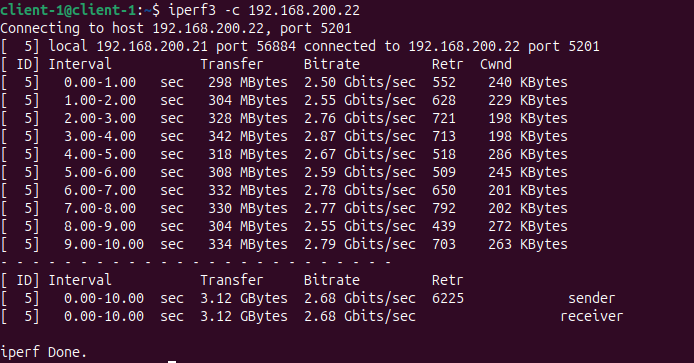 client-1@client-1:~$ iperf3 -c 192.168.200.22
Connecting to host 192.168.200.22, port 5201
[  5] local 192.168.200.21 port 56884 connected to 192.168.200.22 port 5201
[ ID] Interval           Transfer     Bitrate         Retr  Cwnd
[  5]   0.00-1.00   sec   298 MBytes  2.50 Gbits/sec  552    240 KBytes
[  5]   1.00-2.00   sec   304 MBytes  2.55 Gbits/sec  628    229 KBytes
[  5]   2.00-3.00   sec   328 MBytes  2.76 Gbits/sec  721    198 KBytes
[  5]   3.00-4.00   sec   342 MBytes  2.87 Gbits/sec  713    198 KBytes
[  5]   4.00-5.00   sec   318 MBytes  2.67 Gbits/sec  518    286 KBytes
[  5]   5.00-6.00   sec   308 MBytes  2.59 Gbits/sec  509    245 KBytes
[  5]   6.00-7.00   sec   332 MBytes  2.78 Gbits/sec  650    201 KBytes
[  5]   7.00-8.00   sec   330 MBytes  2.77 Gbits/sec  792    202 KBytes
[  5]   8.00-9.00   sec   304 MBytes  2.55 Gbits/sec  439    272 KBytes
[  5]   9.00-10.00  sec   334 MBytes  2.79 Gbits/sec  703    263 KBytes
- - - - - - - - - - - - - - - - - - - - - - - - -
[ ID] Interval           Transfer     Bitrate         Retr
[  5]   0.00-10.00  sec  3.12 GBytes  2.68 Gbits/sec  6225             sender
[  5]   0.00-10.00  sec  3.12 GBytes  2.68 Gbits/sec                  receiver
iperf Done.